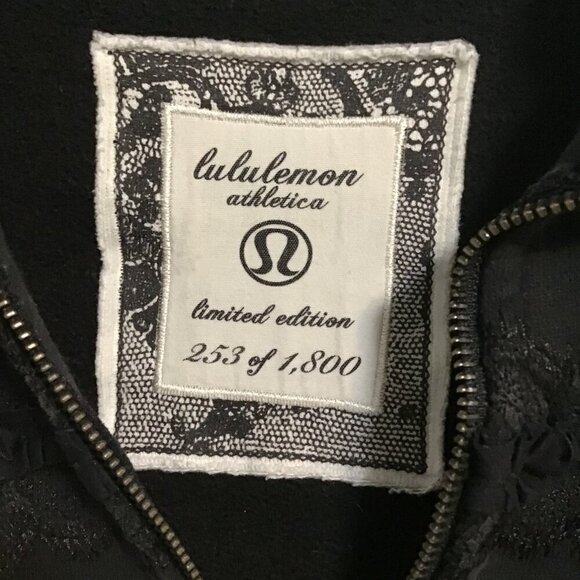 lululemon
athletica
limited edition
253 of 1,800